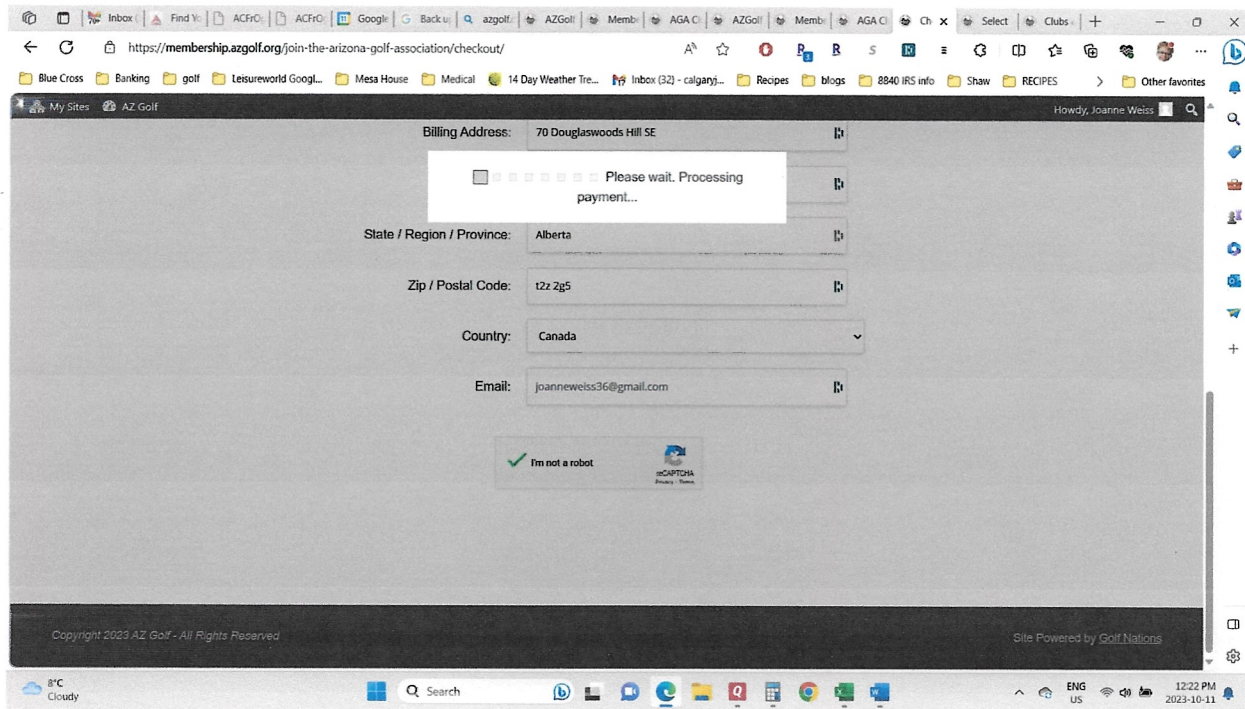 Inbox (
Find Yo
ACFrO
ACFrO
Google
Back u
azgolf.
AZGolf
Membe
AGA C
AZGolf
Membe
AGA C
Ch
Select
Clubs
https://membership.azgolf.org/join-the-arizona-golf-association/checkout/
Blue Cross
Banking
golf
Leisureworld Googl...
Mesa House
Medical
14 Day Weather Tre...
Inbox (32) - calgaryj...
Recipes
blogs
8840 IRS info
Shaw
RECIPES
Other favorites
My Sites
AZ Golf
Howdy, Joanne Weiss
Billing Address: 70 Douglaswoods Hill SE
Please wait. Processing
payment...
State / Region / Province: Alberta
Zip / Postal Code: t2z 2g5
Country: Canada
Email: joanneweiss36@gmail.com
I'm not a robot
reCAPTCHA
Privacy - Terms
Copyright 2023 AZ Golf - All Rights Reserved
Site Powered by Golf Nations
8°C
Cloudy
Search
ENG
US
12:22 PM
2023-10-11